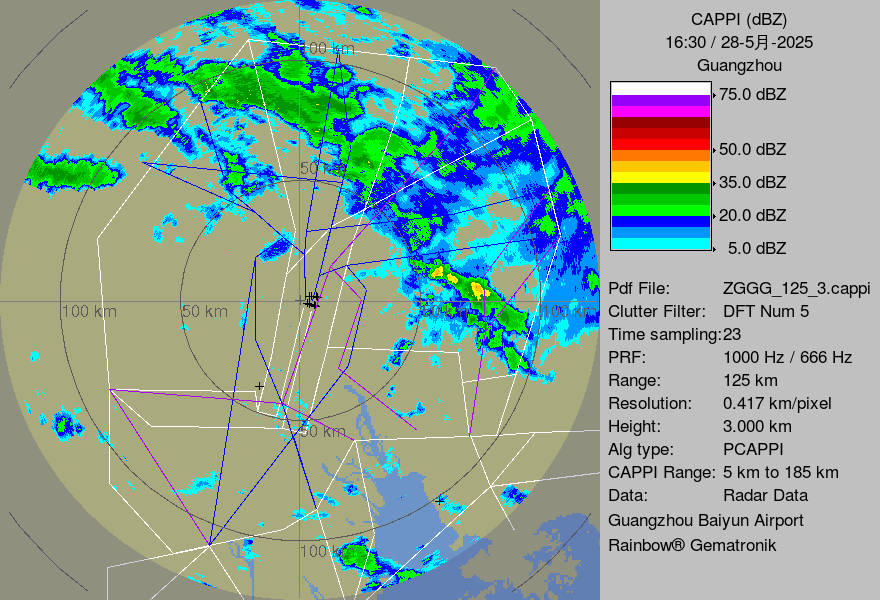 CAPPI (dBZ)
16:30 / 28-5月-2025
Guangzhou
75.0 dBZ
50.0 dBZ
35.0 dBZ
20.0 dBZ
5.0 dBZ
Pdf File: ZGGG_125_3.cappi
Clutter Filter: DFT Num 5
Time sampling:23
PRF: 1000 Hz / 666 Hz
Range: 125 km
Resolution: 0.417 km/pixel
Height: 3.000 km
Alg type: PCAPPI
CAPPI Range: 5 km to 185 km
Data: Radar Data
Guangzhou Baiyun Airport
Rainbow® Gematronik
100 km
50 km
100 km
50 km
100 km
50 km
100 km